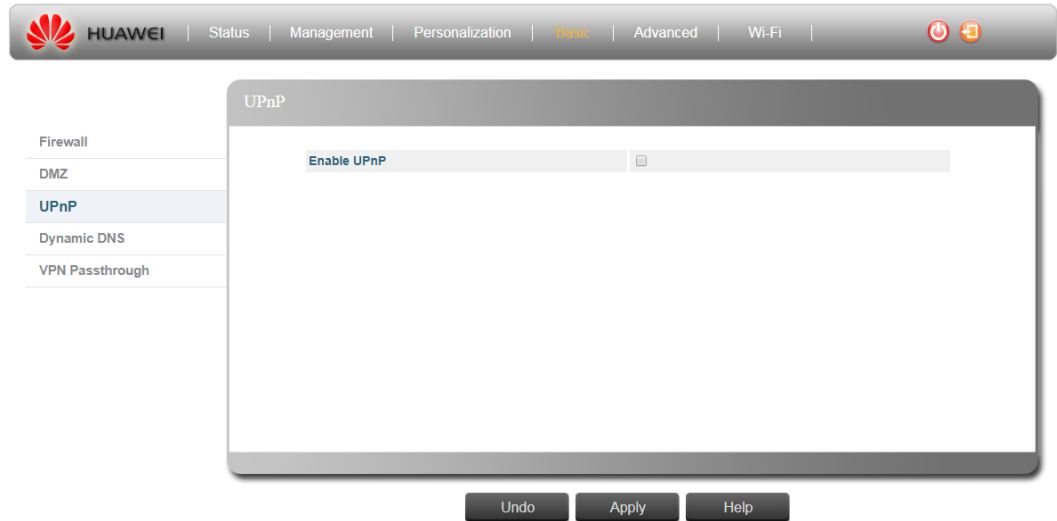 HUAWEI | Status | Management | Personalization | Basic | Advanced | Wi-Fi |
UPnP
Firewall
DMZ
UPnP
Dynamic DNS
VPN Passthrough
Enable UPnP
Undo Apply Help